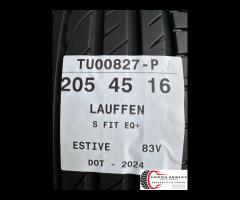 TU00827-P
205 45 16
LAUFFEN
S FIT EQ+
ESTIVE 83V
DOT - 2024